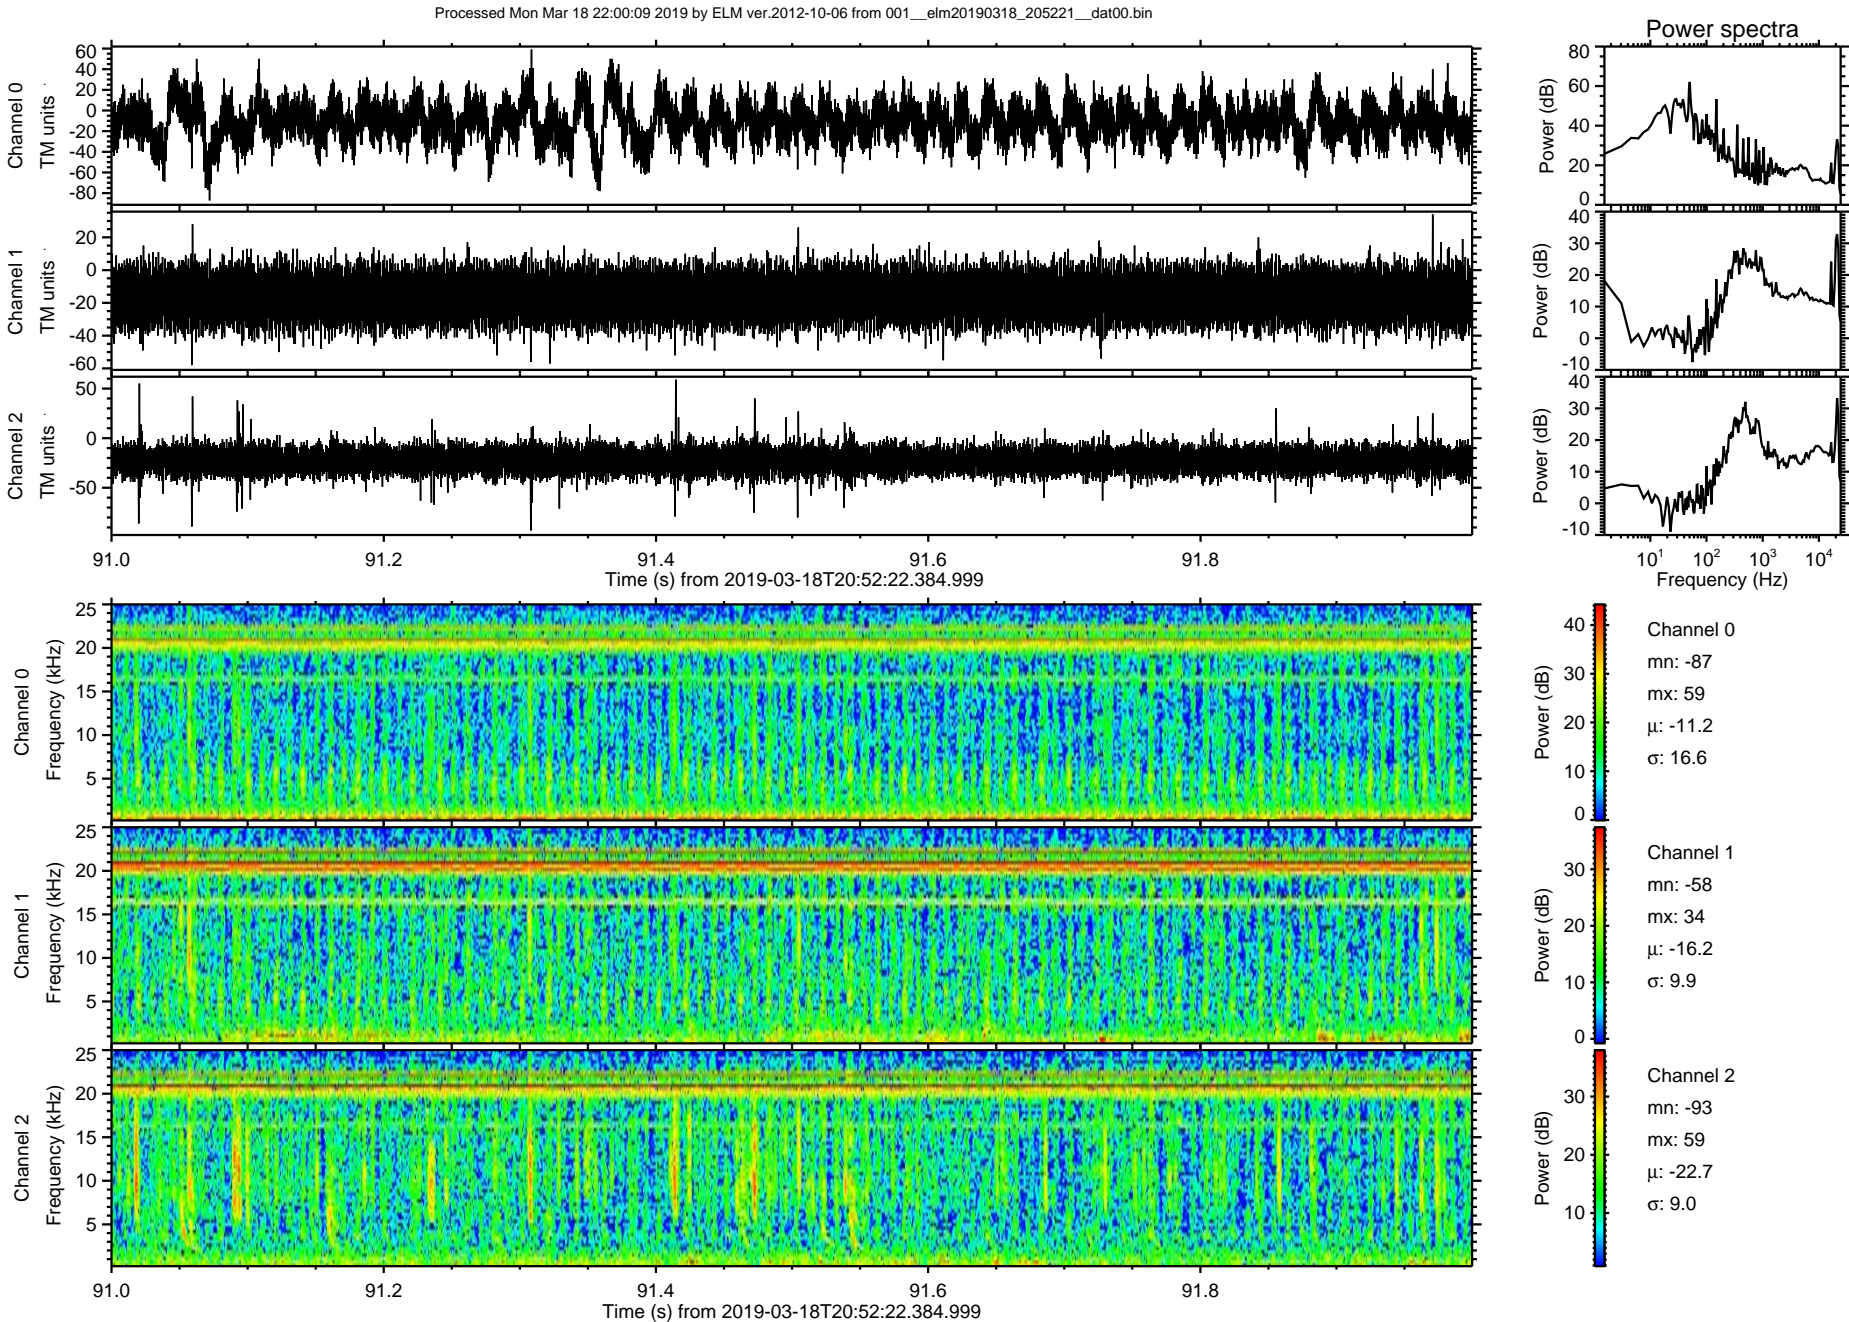 Processed Mon Mar 18 22:00:09 2019 by ELM ver.2012-10-06 from 001__elm20190318_205221__dat00.bin
Power spectra
Channel 0
TM units
60
40
20
0
-20
-40
-60
-80
Power (dB)
80
60
40
20
0
Channel 1
TM units
20
0
-20
-40
-60
Power (dB)
40
30
20
10
0
-10
Channel 2
TM units
50
0
-50
Power (dB)
40
30
20
10
0
-10
91.0 91.2 91.4 91.6 91.8
Time (s) from 2019-03-18T20:52:22.384.999
10¹ 10² 10³ 10⁴
Frequency (Hz)
Channel 0
Frequency (kHz)
25
20
15
10
5
Power (dB)
40
30
20
10
0
Channel 0
mn: -87
mx: 59
μ: -11.2
σ: 16.6
Channel 1
Frequency (kHz)
25
20
15
10
5
Power (dB)
30
20
10
0
Channel 1
mn: -58
mx: 34
μ: -16.2
σ: 9.9
Channel 2
Frequency (kHz)
25
20
15
10
5
Power (dB)
30
20
10
Channel 2
mn: -93
mx: 59
μ: -22.7
σ: 9.0
91.0 91.2 91.4 91.6 91.8
Time (s) from 2019-03-18T20:52:22.384.999